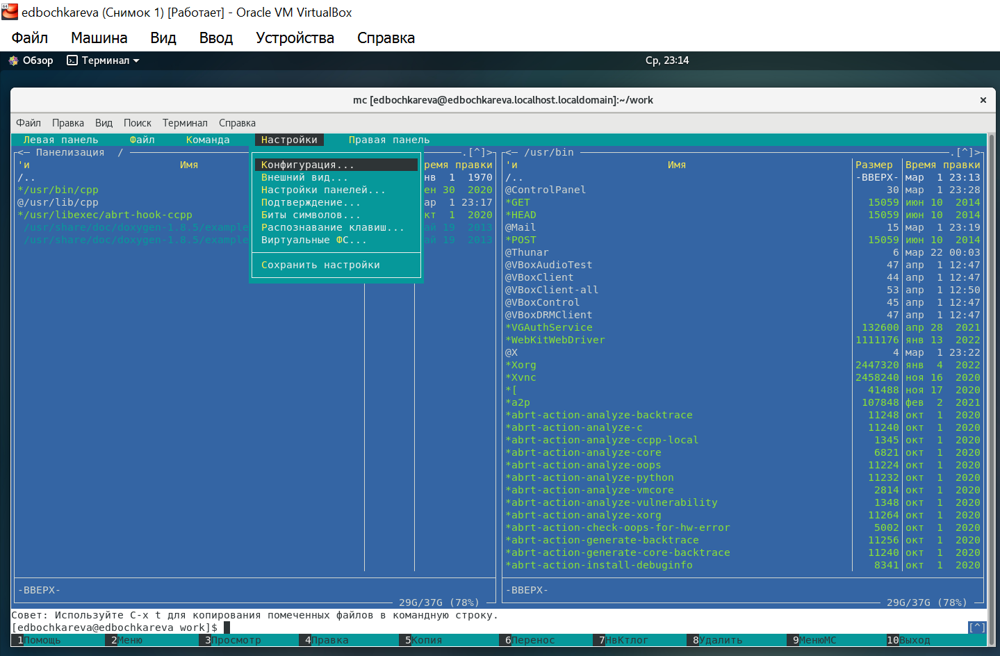 edbochkareva (Снимок 1) [Работает] - Oracle VM VirtualBox
Файл Машина Вид Ввод Устройства Справка
Обзор Терминал Ср, 23:14
mc [edbochkareva@edbochkareva.localhost.localdomain]:~/work
Файл Правка Вид Поиск Терминал Справка
Левая панель Файл Команда Настройки Правая панель
<— Панелизация / .[^]> <— /usr/bin .[^]>
'и Имя ремя правки 'и Имя Размер Время правки
/.. нв 1 1970 /.. -ВВЕРХ- мар 1 23:13
*/usr/bin/cpp ен 30 2020 @ControlPanel 30 мар 1 23:28
@/usr/lib/cpp ар 1 23:17 *GET 15059 июн 10 2014
*/usr/libexec/abrt-hook-ccpp кт 1 2020 *HEAD 15059 июн 10 2014
/usr/share/doc/doxygen-1.8.5/example ай 19 2013 @Mail 15 мар 1 23:19
/usr/share/doc/doxygen-1.8.5/example ай 19 2013 *POST 15059 июн 10 2014
Конфигурация...
Внешний вид...
Настройки панелей...
Подтверждение...
Биты символов...
Распознавание клавиш...
Виртуальные ФС...
Сохранить настройки
@Thunar 6 мар 22 00:03
@VBoxAudioTest 47 апр 1 12:47
@VBoxClient 44 апр 1 12:47
@VBoxClient-all 53 апр 1 12:50
@VBoxControl 45 апр 1 12:47
@VBoxDRMClient 47 апр 1 12:47
*VGAuthService 132600 апр 28 2021
*WebKitWebDriver 1111176 янв 13 2022
@X 4 мар 1 23:22
*Xorg 2447320 янв 4 2022
*Xvnc 2458240 ноя 16 2020
*[ 41488 ноя 17 2020
*a2p 107848 фев 2 2021
*abrt-action-analyze-backtrace 11248 окт 1 2020
*abrt-action-analyze-c 11240 окт 1 2020
*abrt-action-analyze-ccpp-local 1345 окт 1 2020
*abrt-action-analyze-core 6821 окт 1 2020
*abrt-action-analyze-oops 11224 окт 1 2020
*abrt-action-analyze-python 11232 окт 1 2020
*abrt-action-analyze-vmcore 2814 окт 1 2020
*abrt-action-analyze-vulnerability 1348 окт 1 2020
*abrt-action-analyze-xorg 11264 окт 1 2020
*abrt-action-check-oops-for-hw-error 5002 окт 1 2020
*abrt-action-generate-backtrace 11256 окт 1 2020
*abrt-action-generate-core-backtrace 11240 окт 1 2020
*abrt-action-install-debuginfo 8341 окт 1 2020
-ВВЕРХ- -ВВЕРХ-
29G/37G (78%) 29G/37G (78%)
Совет: Используйте C-x t для копирования помеченных файлов в командную строку.
[edbochkareva@edbochkareva work]$ [^]
1Помощь 2Меню 3Просмотр 4Правка 5Копия 6Перенос 7НвКтлог 8Удалить 9МенюМС 10Выход